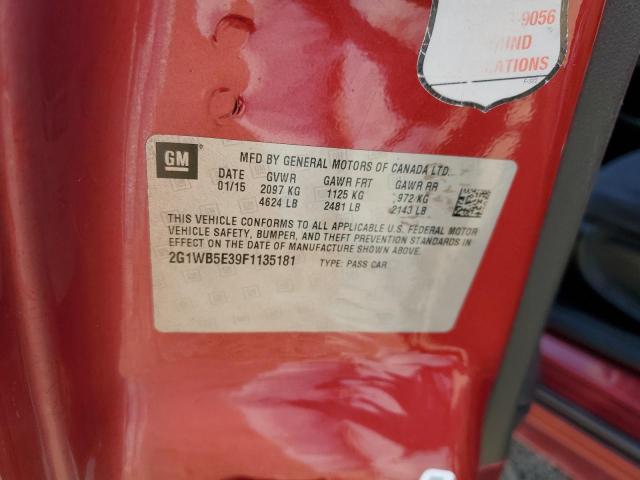 -9056
IND
ATIONS
GM
MFD BY GENERAL MOTORS OF CANADA LTD.
DATE GVWR GAWR FRT GAWR RR
01/15 2097 KG 1125 KG 972 KG
4624 LB 2481 LB 2143 LB
THIS VEHICLE CONFORMS TO ALL APPLICABLE U.S. FEDERAL MOTOR
VEHICLE SAFETY, BUMPER, AND THEFT PREVENTION STANDARDS IN
EFFECT ON THE DATE OF MANUFACTURE SHOWN ABOVE.
2G1WB5E39F1135181 TYPE: PASS CAR